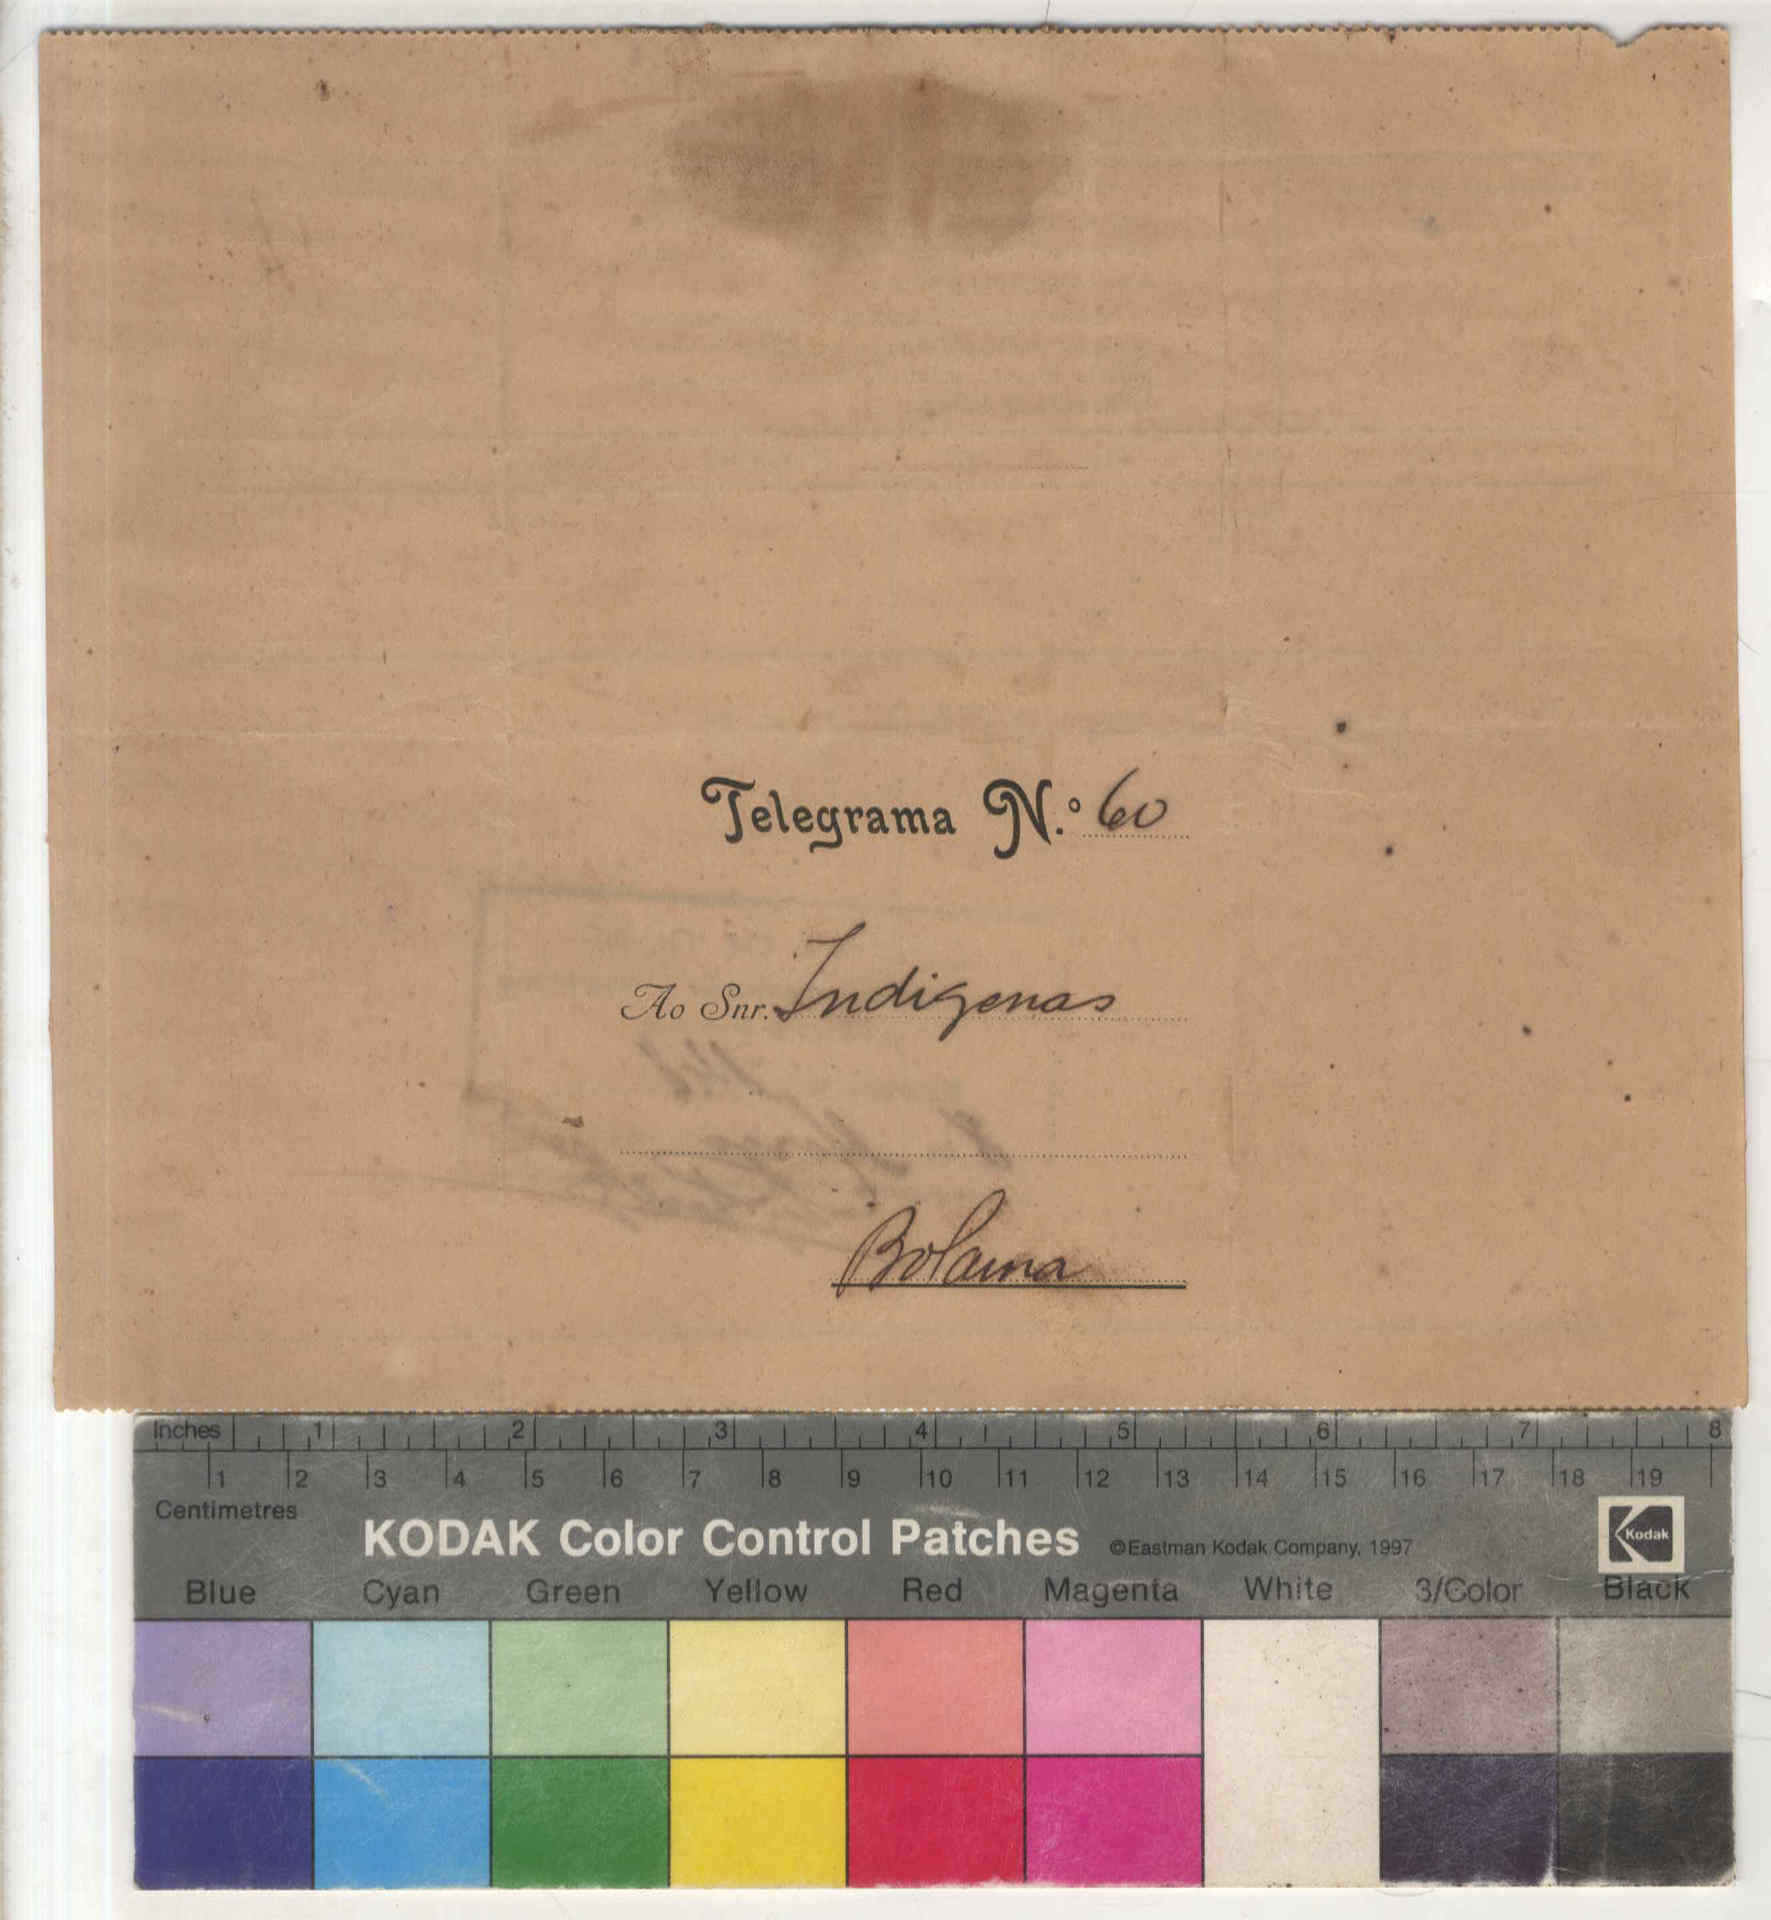 Telegrama N.º 60
Ao Snr. Indigenas
Bolama
Inches 1 2 3 4 5 6 7 8
1 2 3 4 5 6 7 8 9 10 11 12 13 14 15 16 17 18 19
Centimetres
KODAK Color Control Patches ©Eastman Kodak Company, 1997 Kodak
Blue Cyan Green Yellow Red Magenta White 3/Color Black